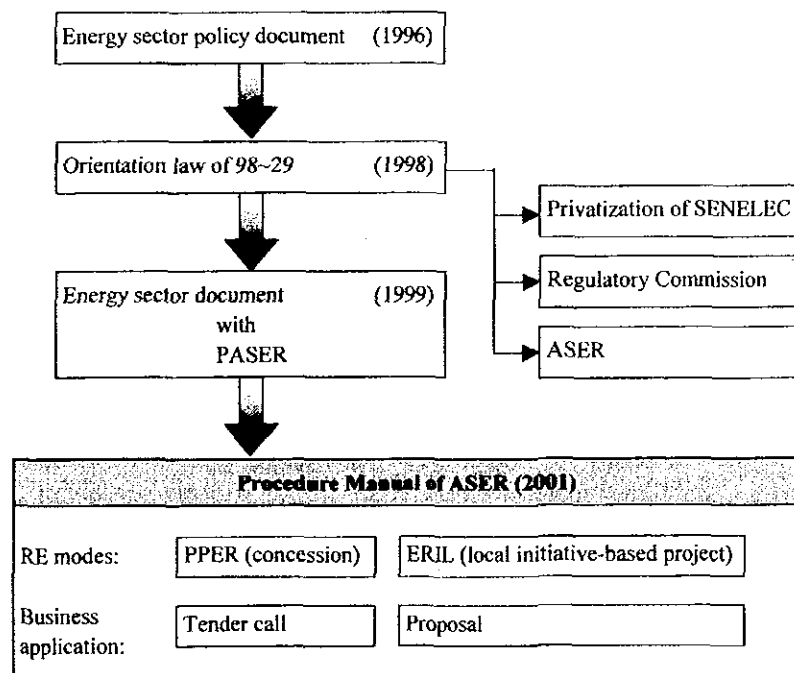 Energy sector policy document (1996)
Orientation law of 98~29 (1998)
Privatization of SENELEC
Regulatory Commission
ASER
Energy sector document (1999)
with
PASER
Procedure Manual of ASER (2001)
RE modes: PPER (concession) ERIL (local initiative-based project)
Business
application: Tender call Proposal